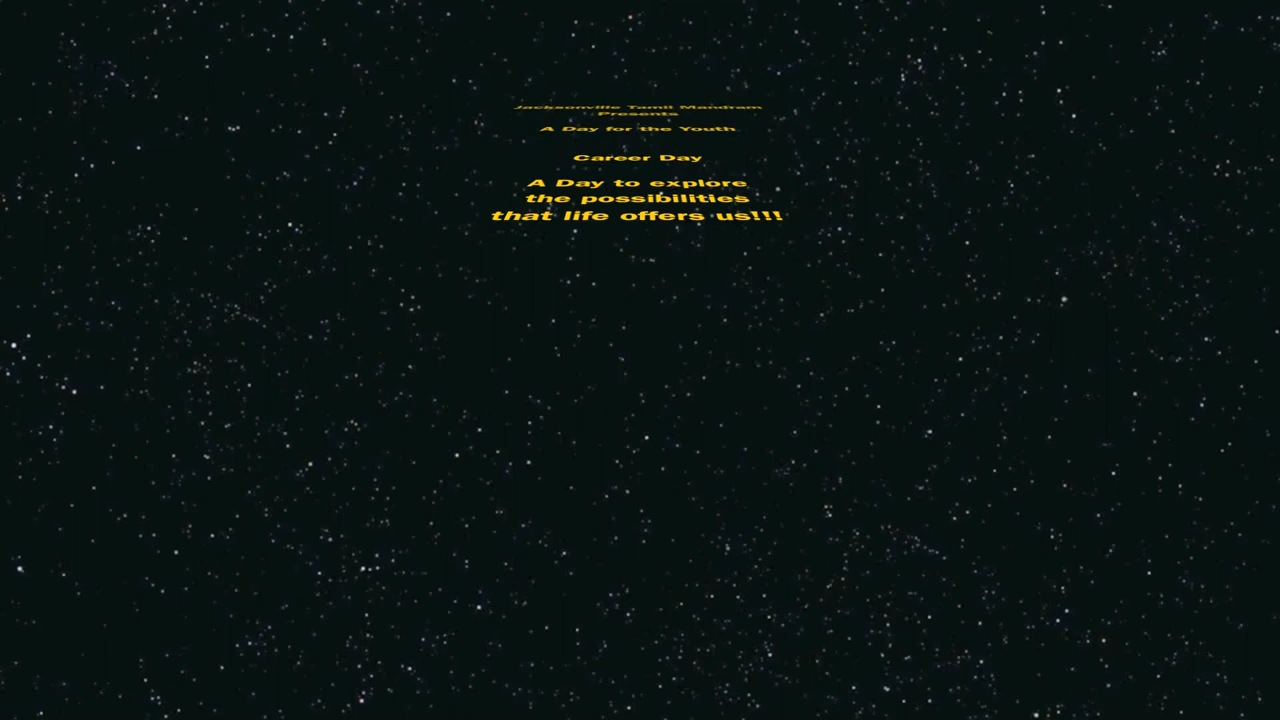 Jacksonville Tamil Mandram
Presents
A Day for the Youth
Career Day
A Day to explore
the possibilities
that life offers us!!!